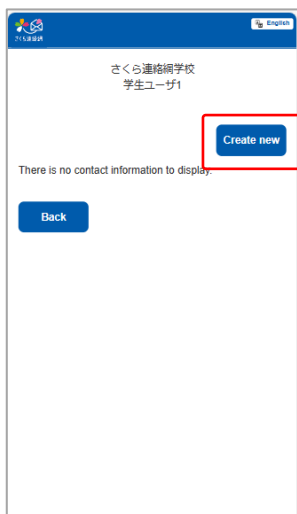 さくら連絡網
English
さくら連絡網学校
学生ユーザ1
Create new
There is no contact information to display.
Back